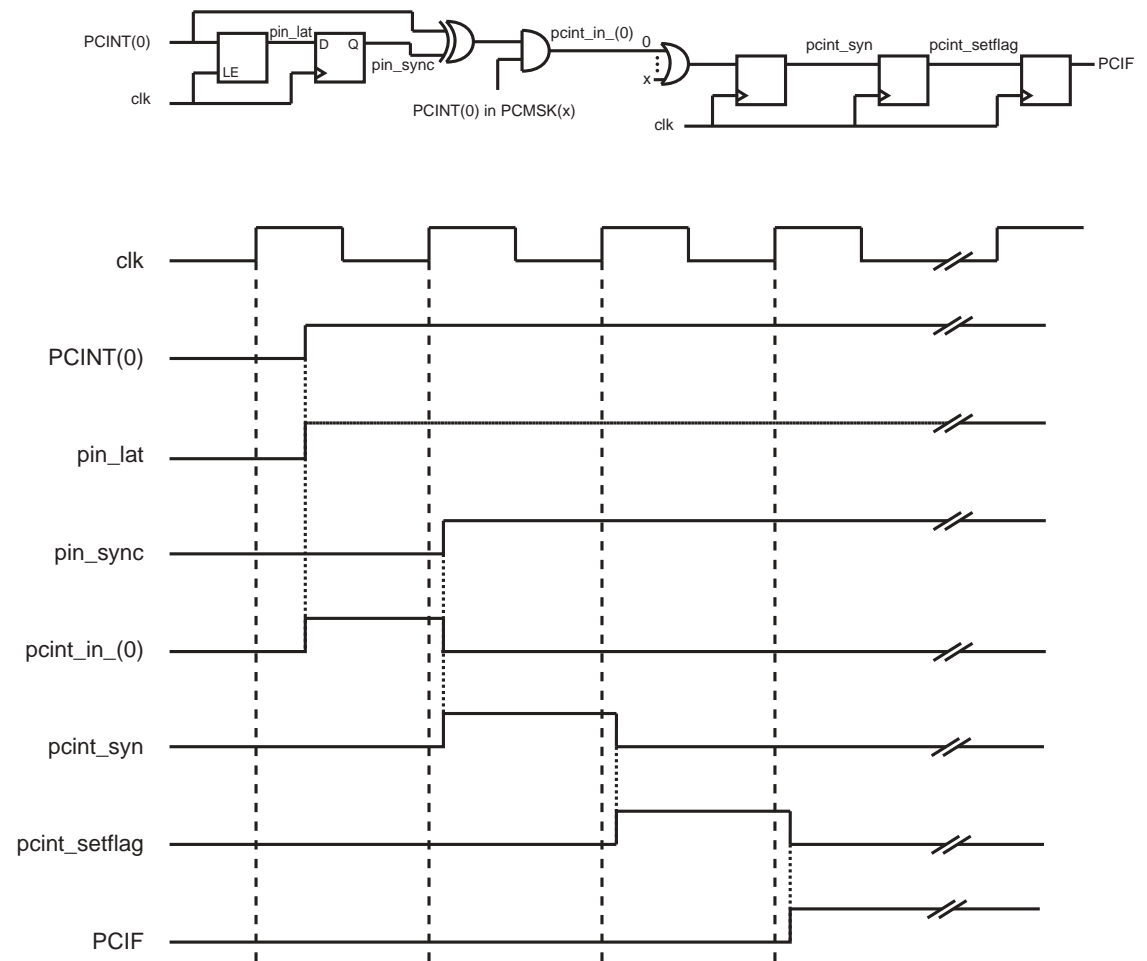 PCINT(0)
LE
pin_lat
D Q
pin_sync
clk
PCINT(0) in PCMSK(x)
pcint_in_(0)
0
x
clk
pcint_syn
pcint_setflag
PCIF
clk
PCINT(0)
pin_lat
pin_sync
pcint_in_(0)
pcint_syn
pcint_setflag
PCIF